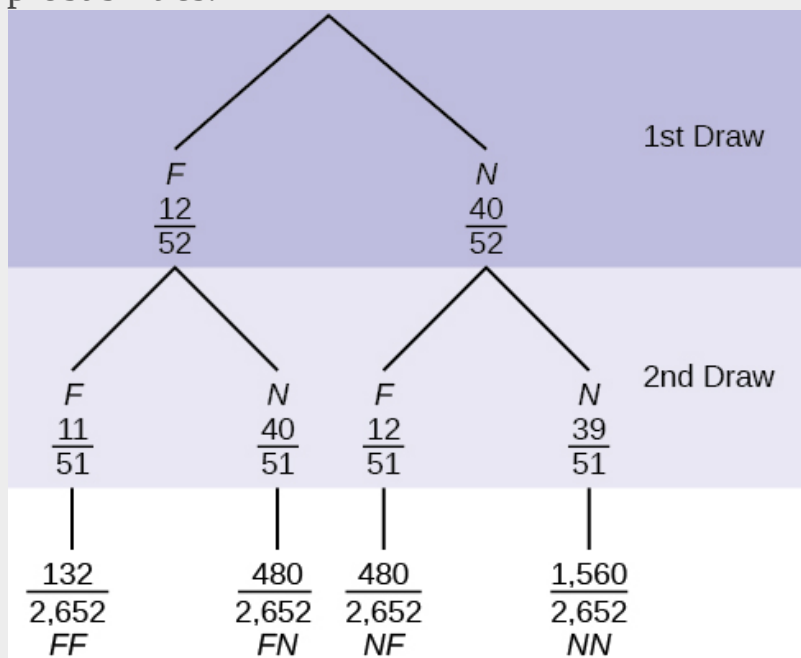 1st Draw
F N
12 40
52 52
2nd Draw
F N F N
11 40 12 39
51 51 51 51
132 480 480 1,560
2,652 2,652 2,652 2,652
FF FN NF NN